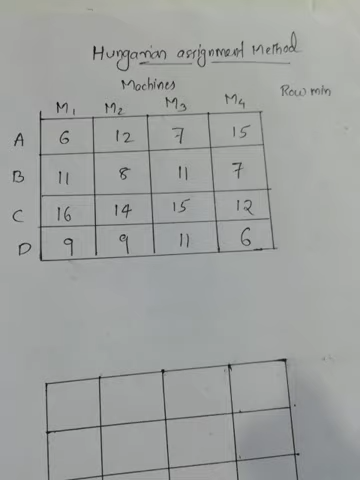 Hungarian assignment Method
Machines
M1 M2 M3 M4 Row min
A 6 12 7 15
B 11 8 11 7
C 16 14 15 12
D 9 9 11 6